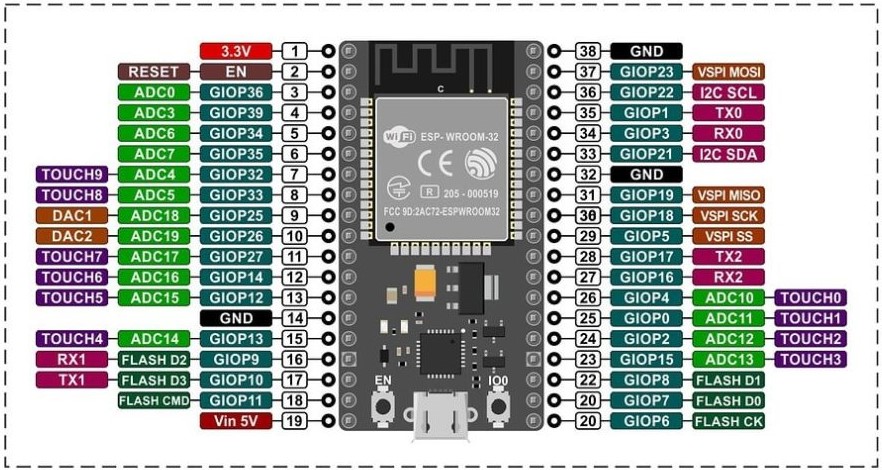 3.3V 1 38 GND
RESET EN 2 37 GIOP23 VSPI MOSI
ADC0 GIOP36 3 36 GIOP22 I2C SCL
ADC3 GIOP39 4 35 GIOP1 TX0
ADC6 GIOP34 5 34 GIOP3 RX0
ADC7 GIOP35 6 33 GIOP21 I2C SDA
TOUCH9 ADC4 GIOP32 7 32 GND
TOUCH8 ADC5 GIOP33 8 31 GIOP19 VSPI MISO
DAC1 ADC18 GIOP25 9 30 GIOP18 VSPI SCK
DAC2 ADC19 GIOP26 10 29 GIOP5 VSPI SS
TOUCH7 ADC17 GIOP27 11 28 GIOP17 TX2
TOUCH6 ADC16 GIOP14 12 27 GIOP16 RX2
TOUCH5 ADC15 GIOP12 13 26 GIOP4 ADC10 TOUCH0
GND 14 25 GIOP0 ADC11 TOUCH1
TOUCH4 ADC14 GIOP13 15 24 GIOP2 ADC12 TOUCH2
RX1 FLASH D2 GIOP9 16 23 GIOP15 ADC13 TOUCH3
TX1 FLASH D3 GIOP10 17 22 GIOP8 FLASH D1
FLASH CMD GIOP11 18 20 GIOP7 FLASH D0
Vin 5V 19 20 GIOP6 FLASH CK
C
WiFi ESP-WROOM-32
CE
R 205-000519
FCC 9D:2AC72-ESPWROOM32
EN IO0